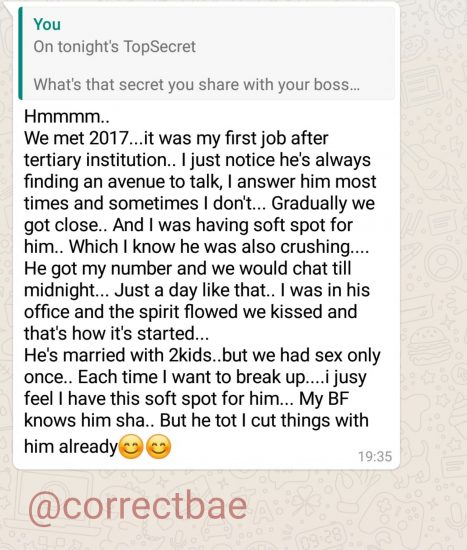 You
On tonight's TopSecret
What's that secret you share with your boss...
Hmmmm..
We met 2017...it was my first job after
tertiary institution.. I just notice he's always
finding an avenue to talk, I answer him most
times and sometimes I don't... Gradually we
got close.. And I was having soft spot for
him.. Which I know he was also crushing....
He got my number and we would chat till
midnight... Just a day like that.. I was in his
office and the spirit flowed we kissed and
that's how it's started...
He's married with 2kids..but we had sex only
once.. Each time I want to break up....i jusy
feel I have this soft spot for him... My BF
knows him sha.. But he tot I cut things with
him already😊😊
19:35
@correctbae